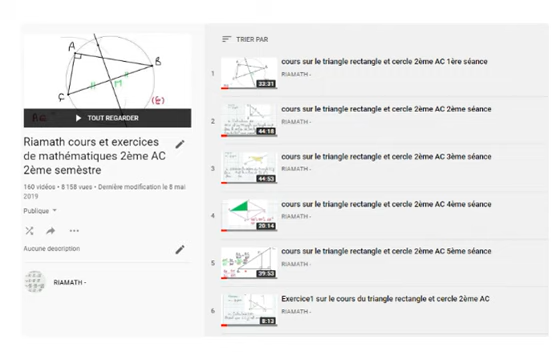 A
B
M
C
(E)
TOUT REGARDER
Riamath cours et exercices
de mathématiques 2ème AC
2ème semèstre
160 vidéos • 8 158 vues • Dernière modification le 8 mai
2019
Publique
Aucune description
RIAMATH -
TRIER PAR
1
33:31
cours sur le triangle rectangle et cercle 2ème AC 1ère séance
RIAMATH -
2
44:18
cours sur le triangle rectangle et cercle 2ème AC 2ème séance
RIAMATH -
3
44:53
cours sur le triangle rectangle et cercle 2ème AC 3ème séance
RIAMATH -
4
20:14
cours sur le triangle rectangle et cercle 2ème AC 4ème séance
RIAMATH -
5
39:53
cours sur le triangle rectangle et cercle 2ème AC 5ème séance
RIAMATH -
6
8:13
Exercice1 sur le cours du triangle rectangle et cercle 2ème AC
RIAMATH -